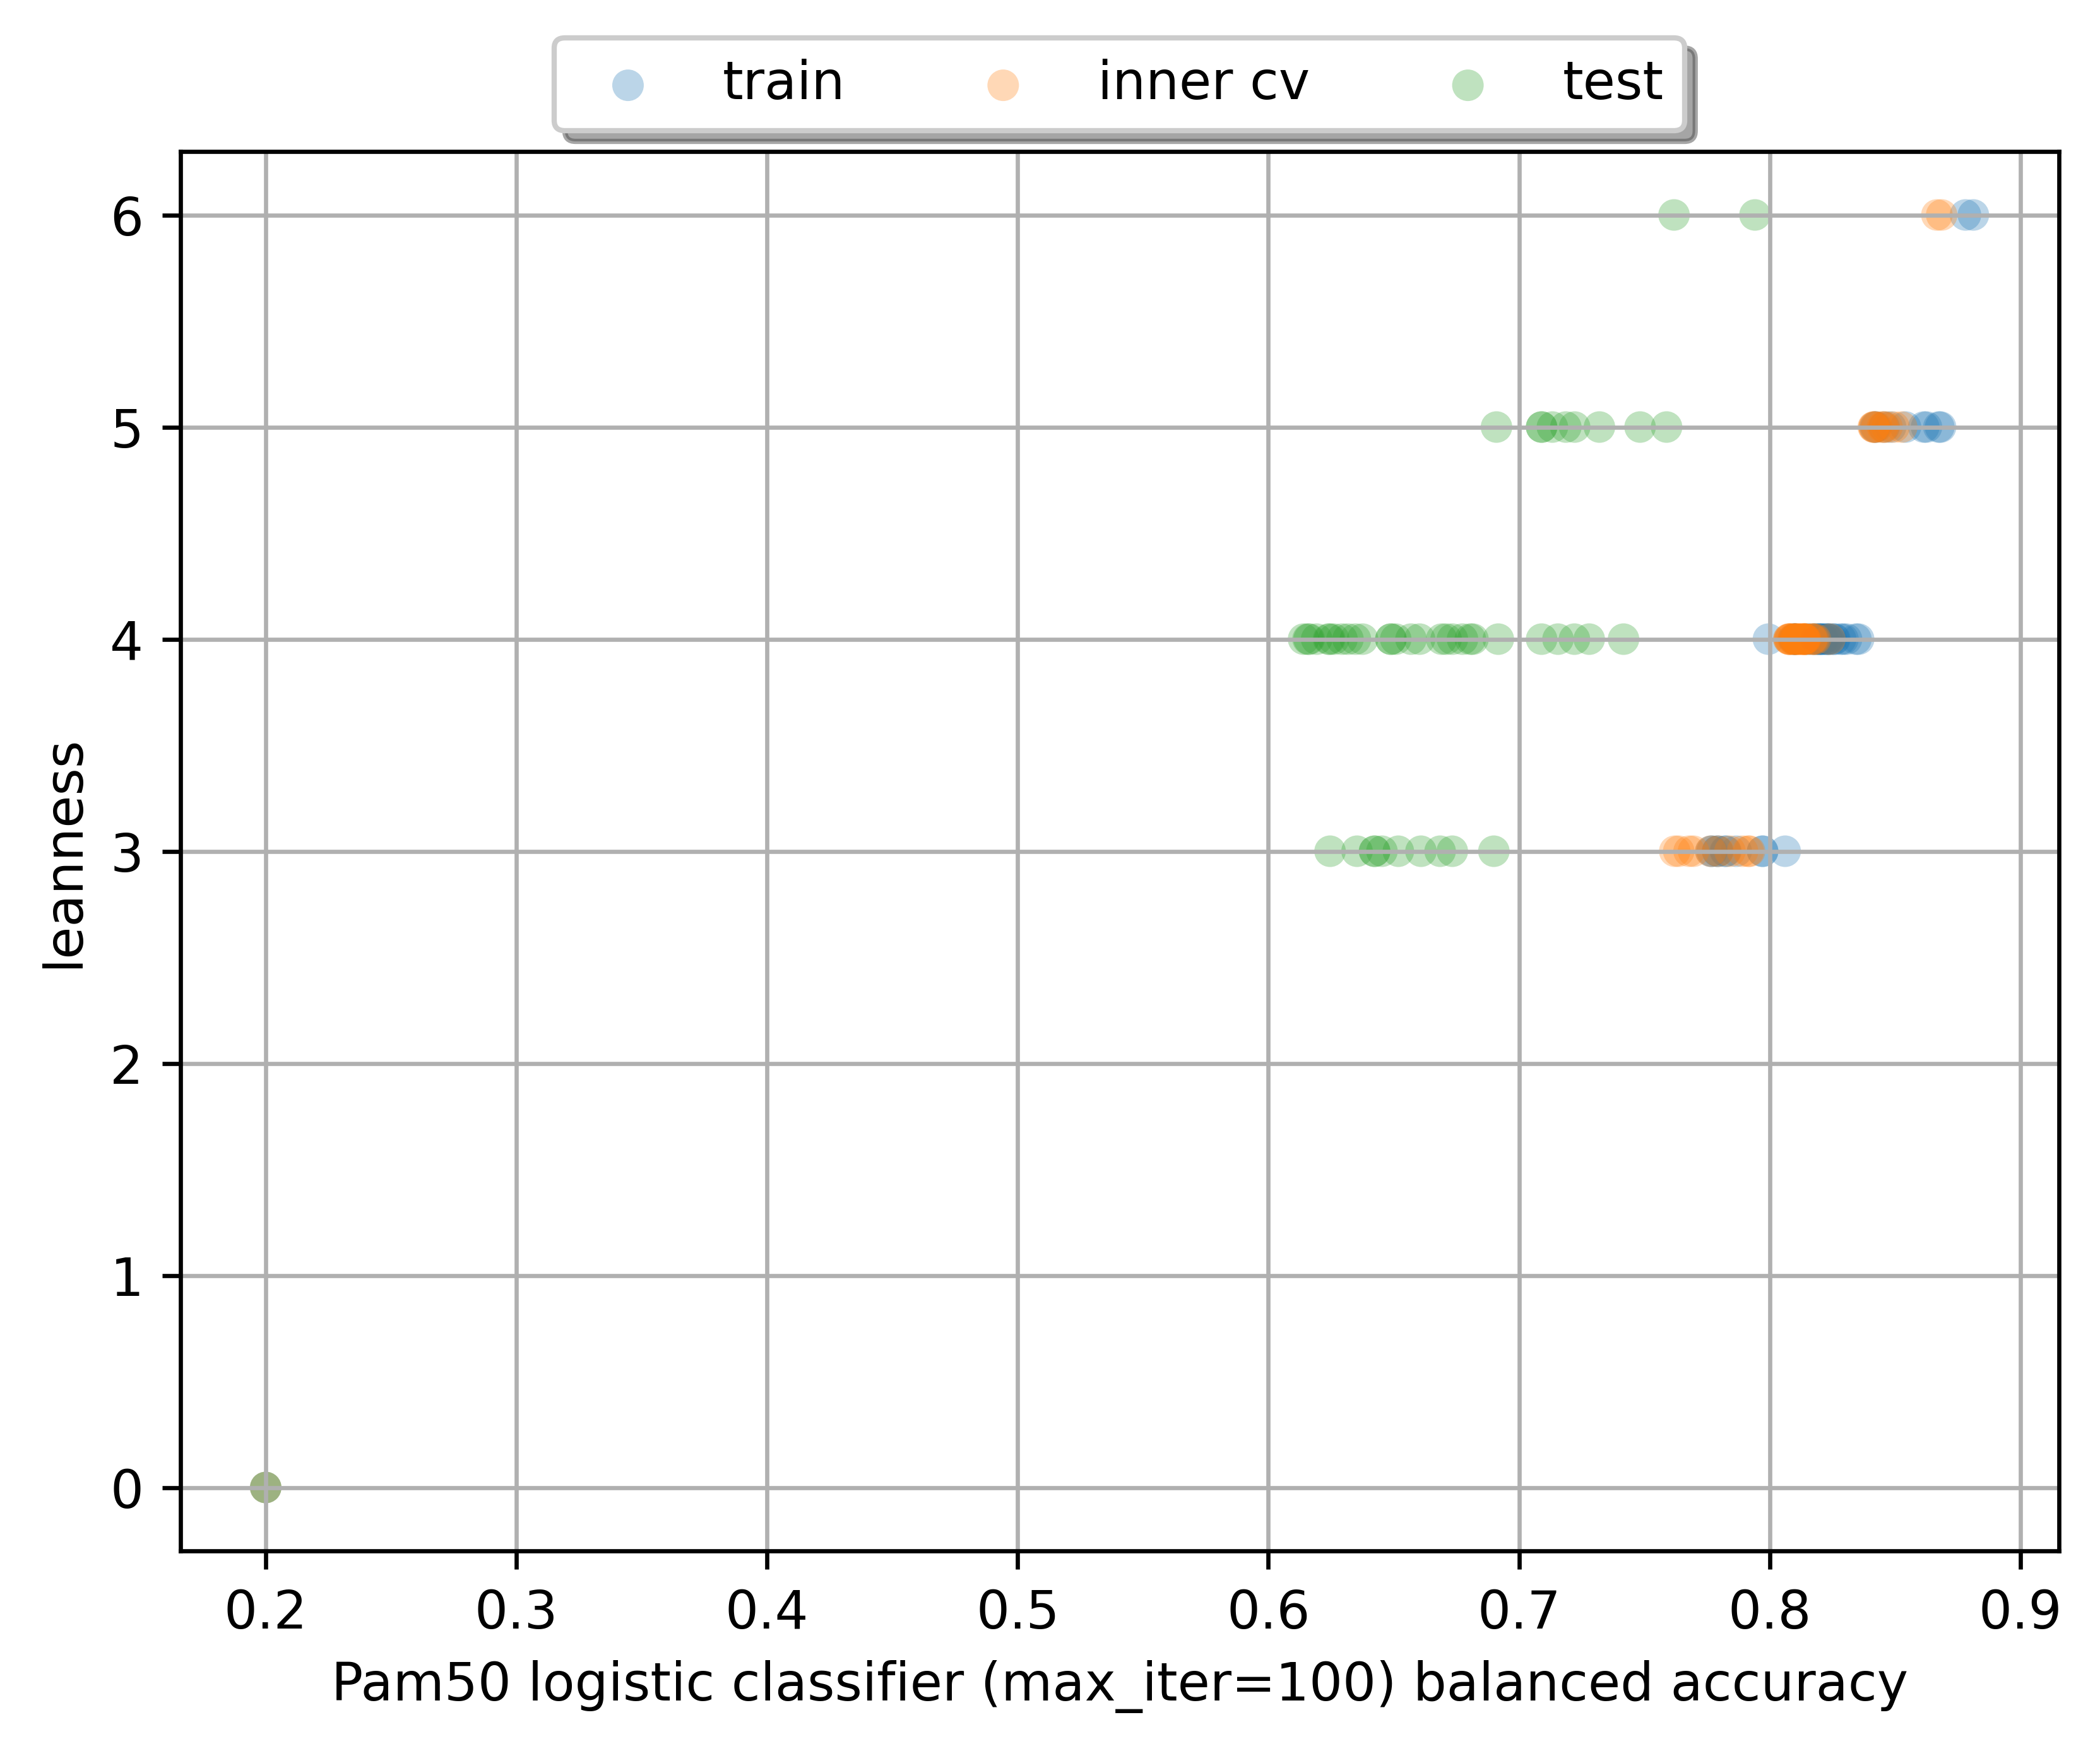 train inner cv test
6
5
4
3
2
1
0
leanness
0.2 0.3 0.4 0.5 0.6 0.7 0.8 0.9
Pam50 logistic classifier (max_iter=100) balanced accuracy